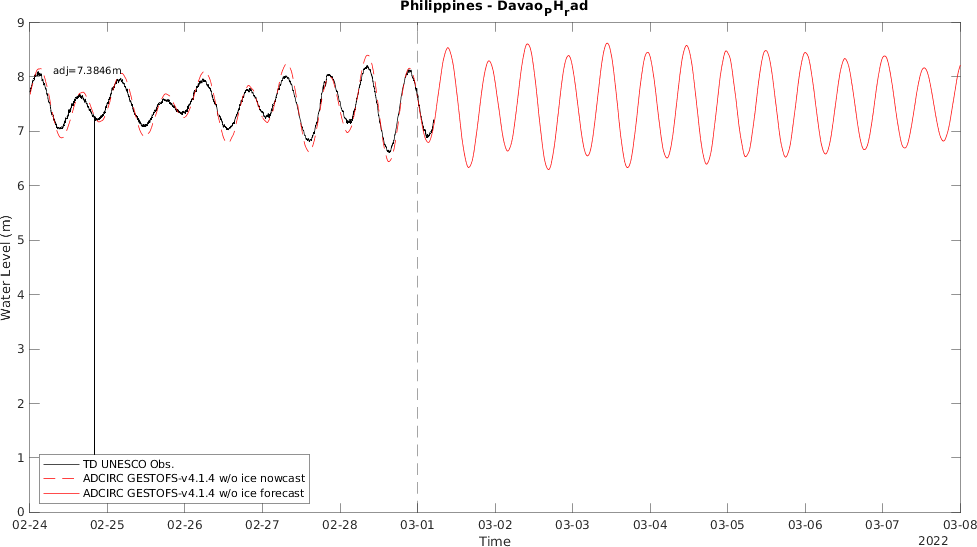 Philippines - Davao_PH_rad
9
8
7
6
5
4
3
2
1
0
Water Level (m)
adj=7.3846m
TD UNESCO Obs.
ADCIRC GESTOFS-v4.1.4 w/o ice nowcast
ADCIRC GESTOFS-v4.1.4 w/o ice forecast
02-24 02-25 02-26 02-27 02-28 03-01 03-02 03-03 03-04 03-05 03-06 03-07 03-08
Time
2022